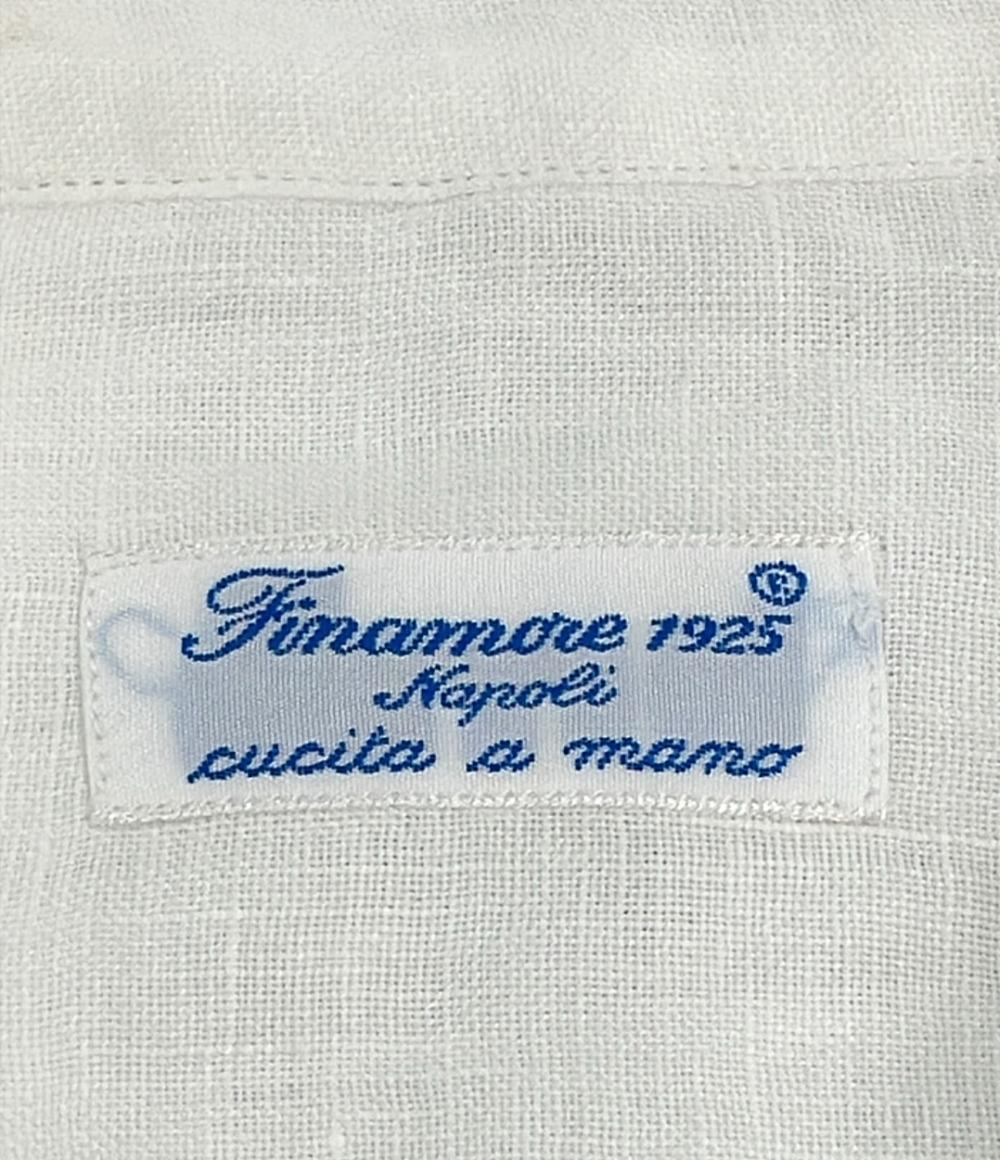 Finamore 1925 ®
Napoli
cucita a mano